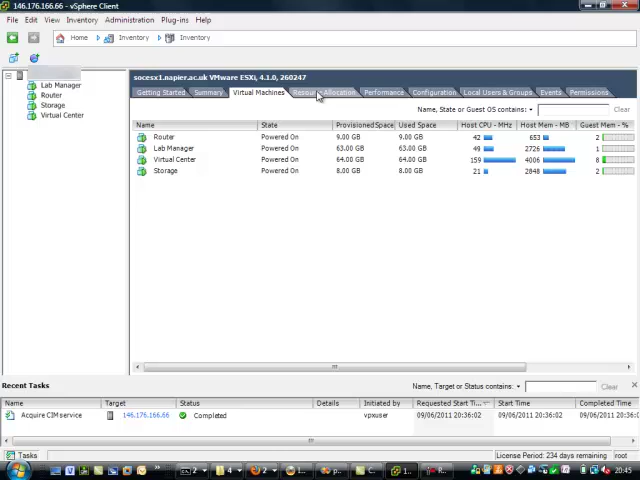 146.176.166.66 - vSphere Client
File Edit View Inventory Administration Plug-ins Help
Home Inventory Inventory
Lab Manager
Router
Storage
Virtual Center
socesx1.napier.ac.uk VMware ESXi, 4.1.0, 260247
Getting Started Summary Virtual Machines Resource Allocation Performance Configuration Local Users & Groups Events Permissions
Name, State or Guest OS contains: Clear
Name State Provisioned Space Used Space Host CPU - MHz Host Mem - MB Guest Mem - %
Router Powered On 9.00 GB 9.00 GB 42 653 2
Lab Manager Powered On 63.00 GB 63.00 GB 49 2726 1
Virtual Center Powered On 64.00 GB 64.00 GB 159 4006 8
Storage Powered On 8.00 GB 8.00 GB 21 2848 2
Recent Tasks
Name, Target or Status contains: Clear
Name Target Status Details Initiated by Requested Start Ti Start Time Completed Time
Acquire CIM service 146.176.166.66 Completed vpxuser 09/06/2011 20:36:02 09/06/2011 20:36:02 09/06/2011 20:36:02
Tasks License Period: 234 days remaining root
2 4 2 1... 20:45